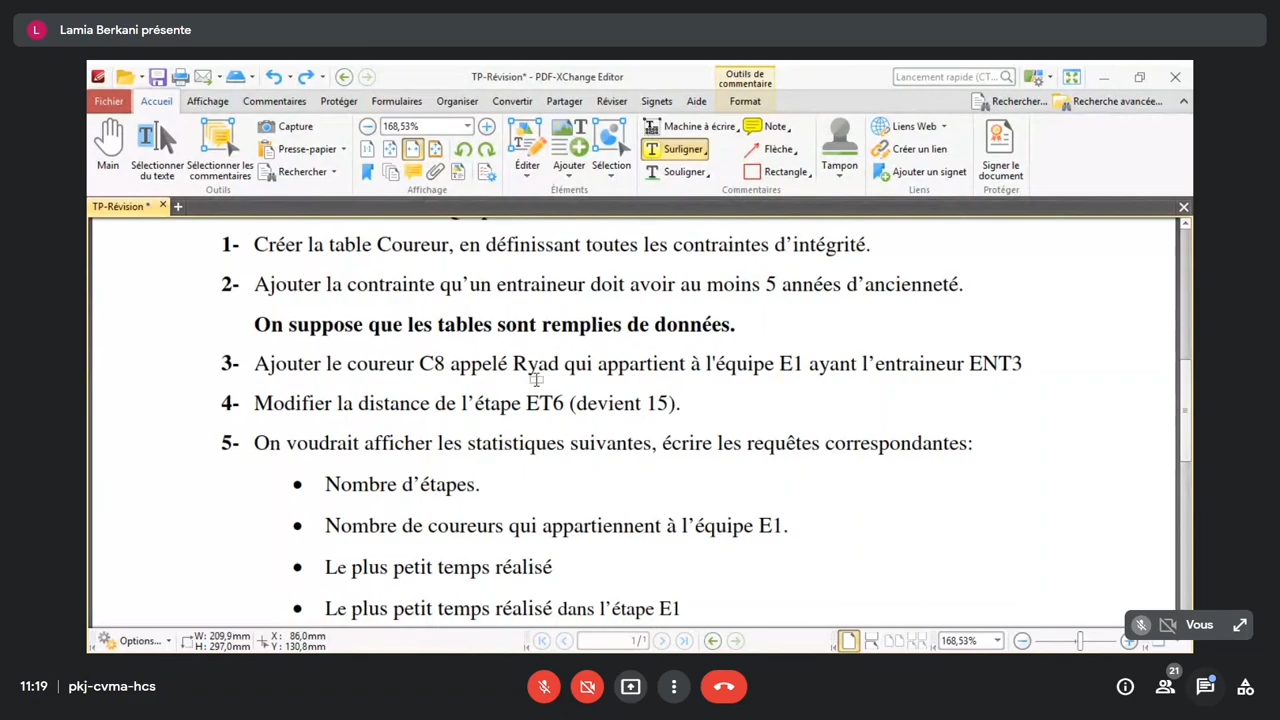 L Lamia Berkani présente
TP-Révision* - PDF-XChange Editor
Outils de commentaire
Lancement rapide (CT...
Fichier Accueil Affichage Commentaires Protéger Formulaires Organiser Convertir Partager Réviser Signets Aide Format Rechercher... Recherche avancée...
Main
Sélectionner du texte
Sélectionner les commentaires
Capture
Presse-papier
Rechercher
Outils
168,53%
Affichage
Éditer
Ajouter
Sélection
Éléments
Machine à écrire
Surligner
Souligner
Note
Flèche
Rectangle
Commentaires
Tampon
Liens Web
Créer un lien
Ajouter un signet
Liens
Signer le document
Protéger
TP-Révision *
1- Créer la table Coureur, en définissant toutes les contraintes d’intégrité.
2- Ajouter la contrainte qu’un entraineur doit avoir au moins 5 années d’ancienneté.
On suppose que les tables sont remplies de données.
3- Ajouter le coureur C8 appelé Ryad qui appartient à l'équipe E1 ayant l’entraineur ENT3
4- Modifier la distance de l’étape ET6 (devient 15).
5- On voudrait afficher les statistiques suivantes, écrire les requêtes correspondantes:
• Nombre d’étapes.
• Nombre de coureurs qui appartiennent à l’équipe E1.
• Le plus petit temps réalisé
• Le plus petit temps réalisé dans l’étape E1
Vous
Options...
W: 209,9mm
H: 297,0mm
X: 86,0mm
Y: 130,8mm
1/1
168,53%
11:19 pkj-cvma-hcs
21